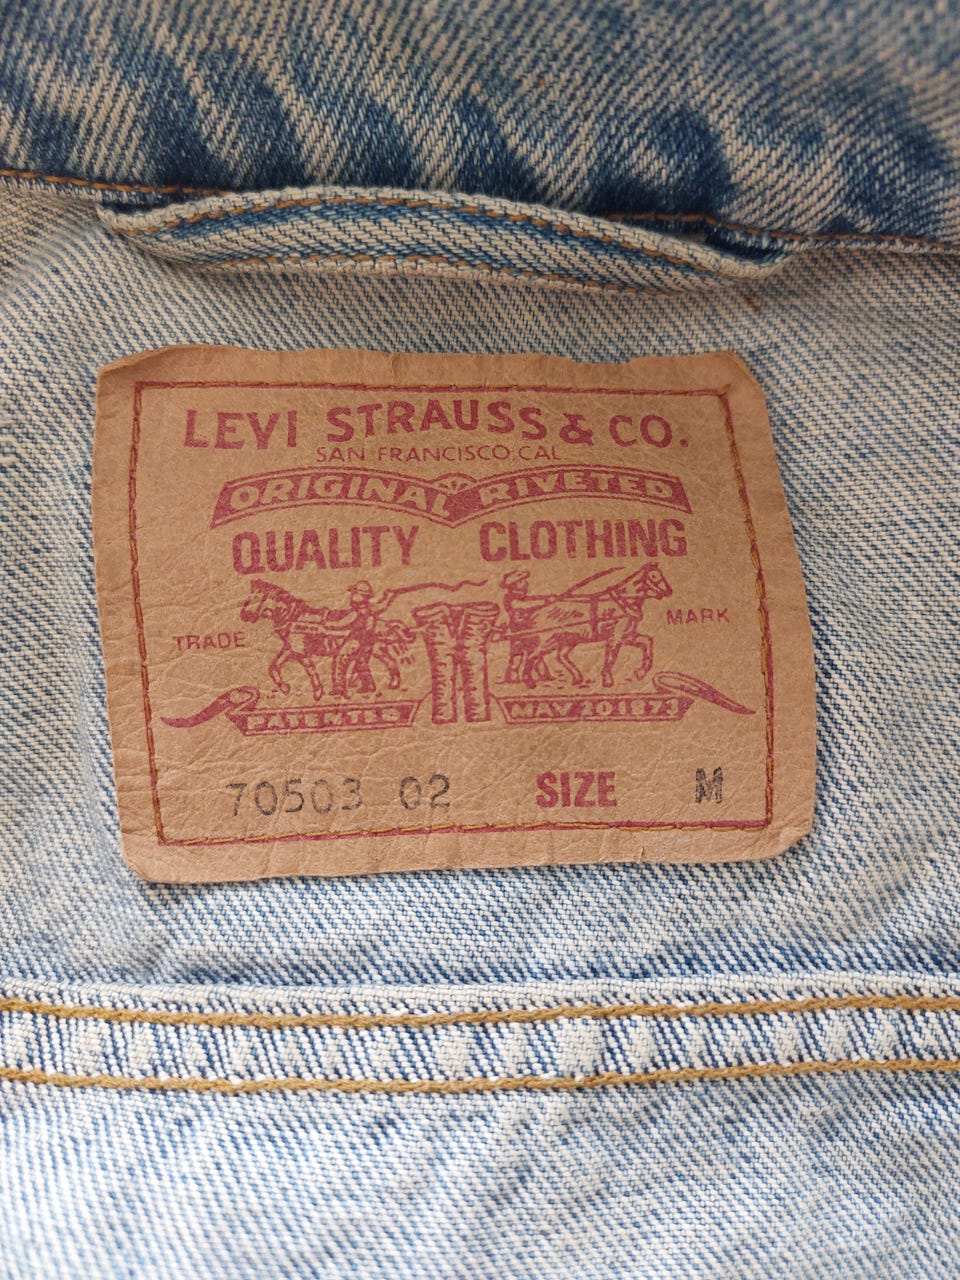 LEVI STRAUSS & CO.
SAN FRANCISCO, CAL
ORIGINAL RIVETED
QUALITY CLOTHING
TRADE MARK
PATENTED MAY 20 1873
70503 02 SIZE M